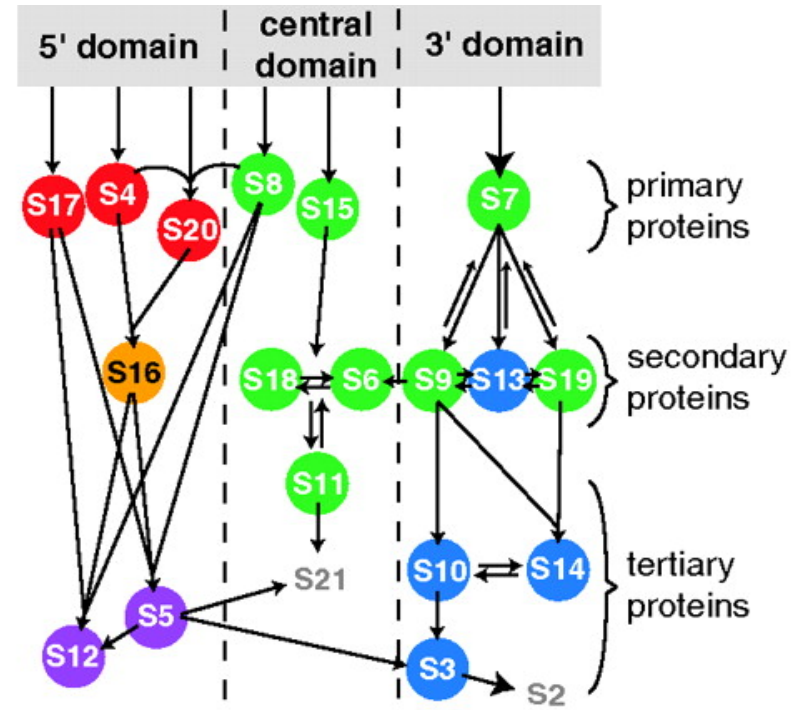 5' domain
central
domain
3' domain
S17
S4
S20
S8
S15
S7
primary
proteins
S16
S18
S6
S9
S13
S19
secondary
proteins
S11
S21
S10
S14
tertiary
proteins
S5
S12
S3
S2